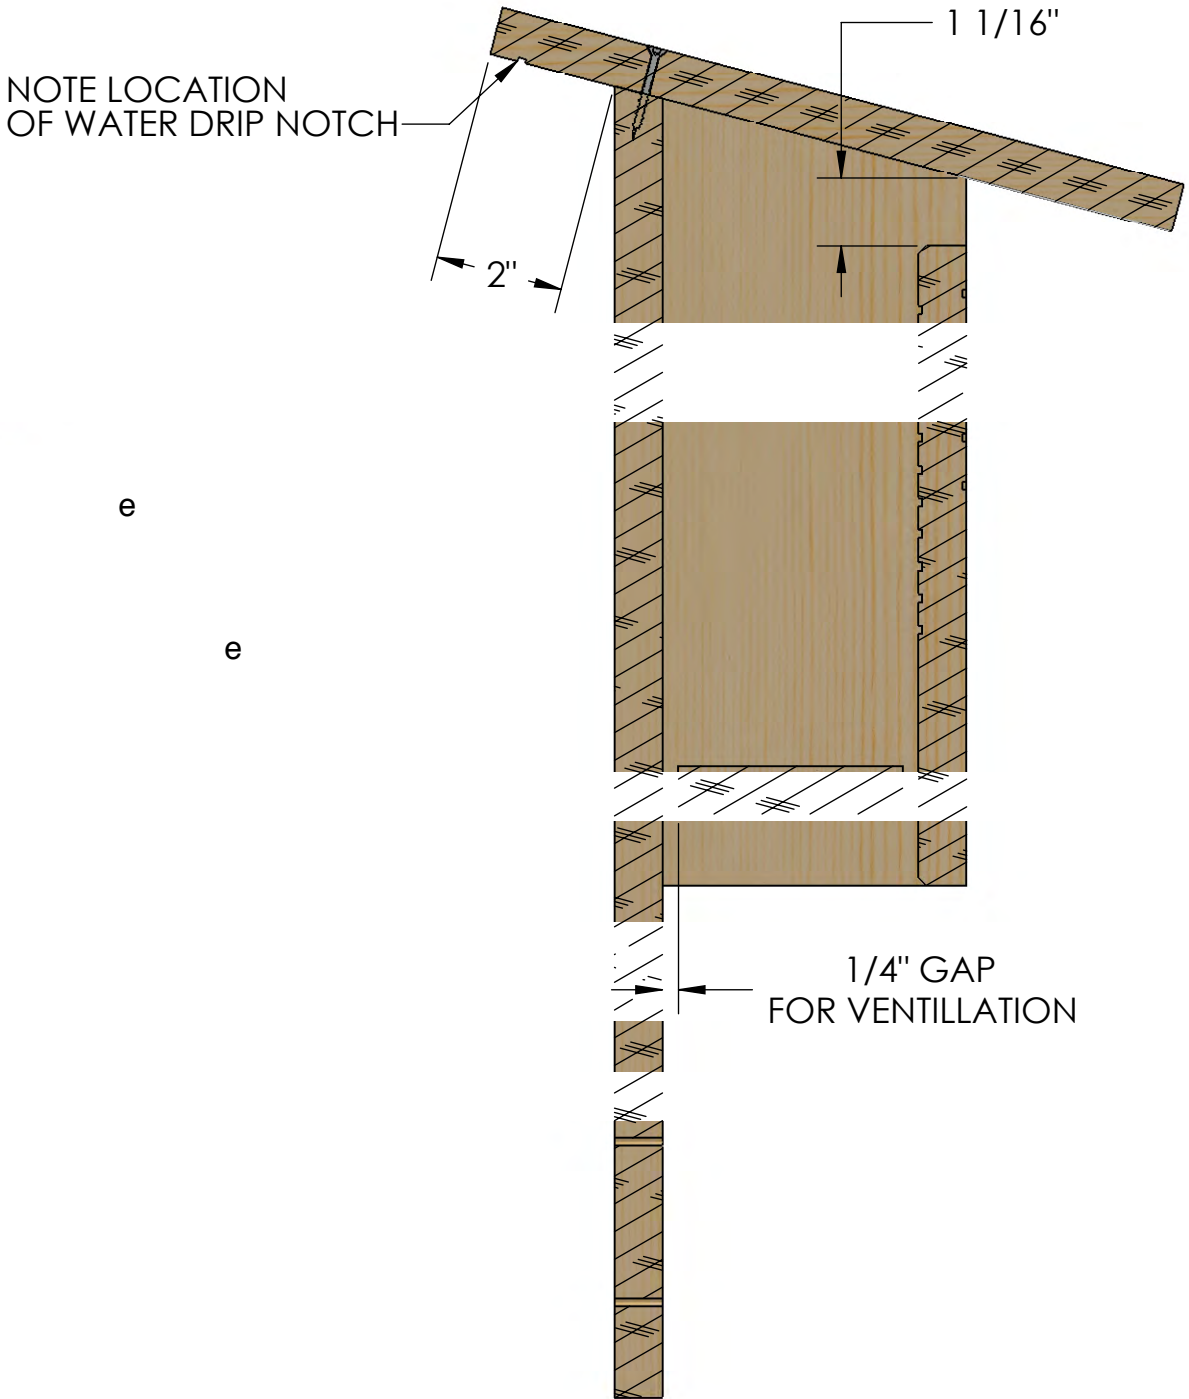 1 1/16"
NOTE LOCATION
OF WATER DRIP NOTCH
2"
e
e
1/4" GAP
FOR VENTILLATION